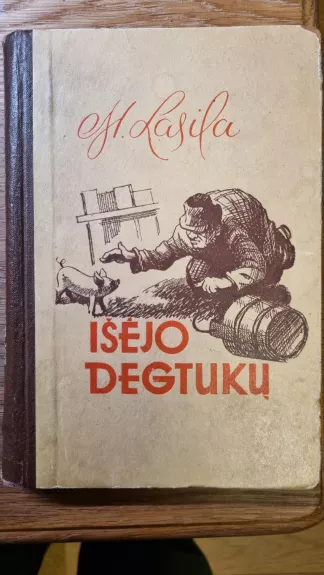 M. Lasila
IŠĖJO
DEGTUKŲ